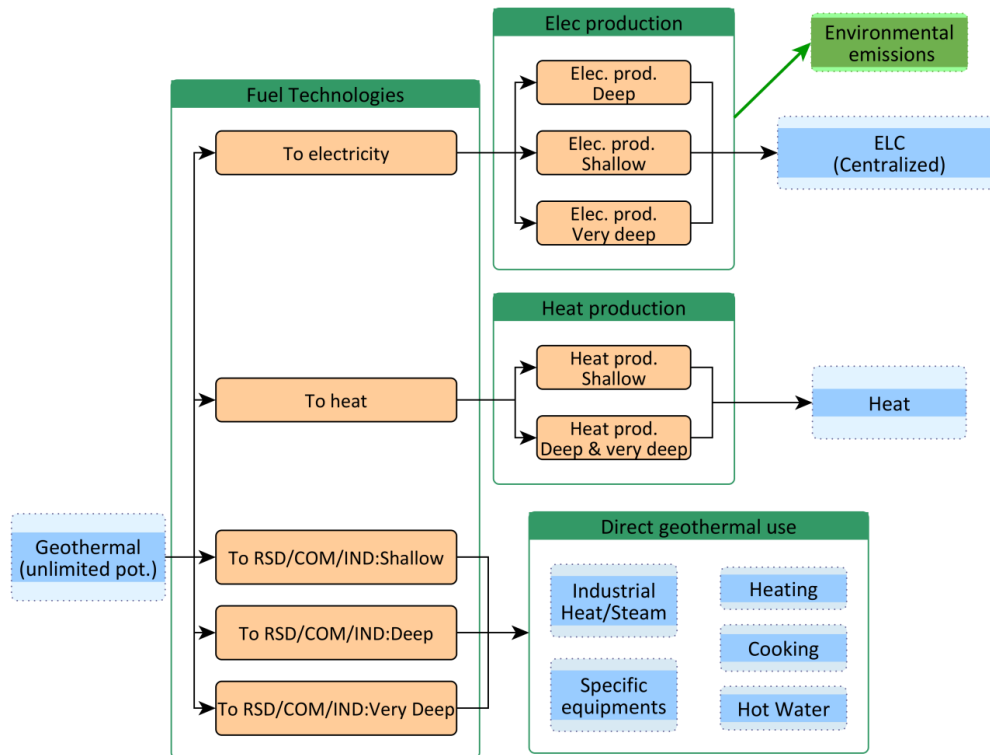 Elec production
Environmental
emissions
Elec. prod.
Deep
Fuel Technologies
To electricity
Elec. prod.
Shallow
ELC
(Centralized)
Elec. prod.
Very deep
Heat production
Heat prod.
Shallow
To heat
Heat
Heat prod.
Deep & very deep
Geothermal
(unlimited pot.)
To RSD/COM/IND:Shallow
To RSD/COM/IND:Deep
To RSD/COM/IND:Very Deep
Direct geothermal use
Industrial
Heat/Steam
Heating
Cooking
Specific
equipments
Hot Water